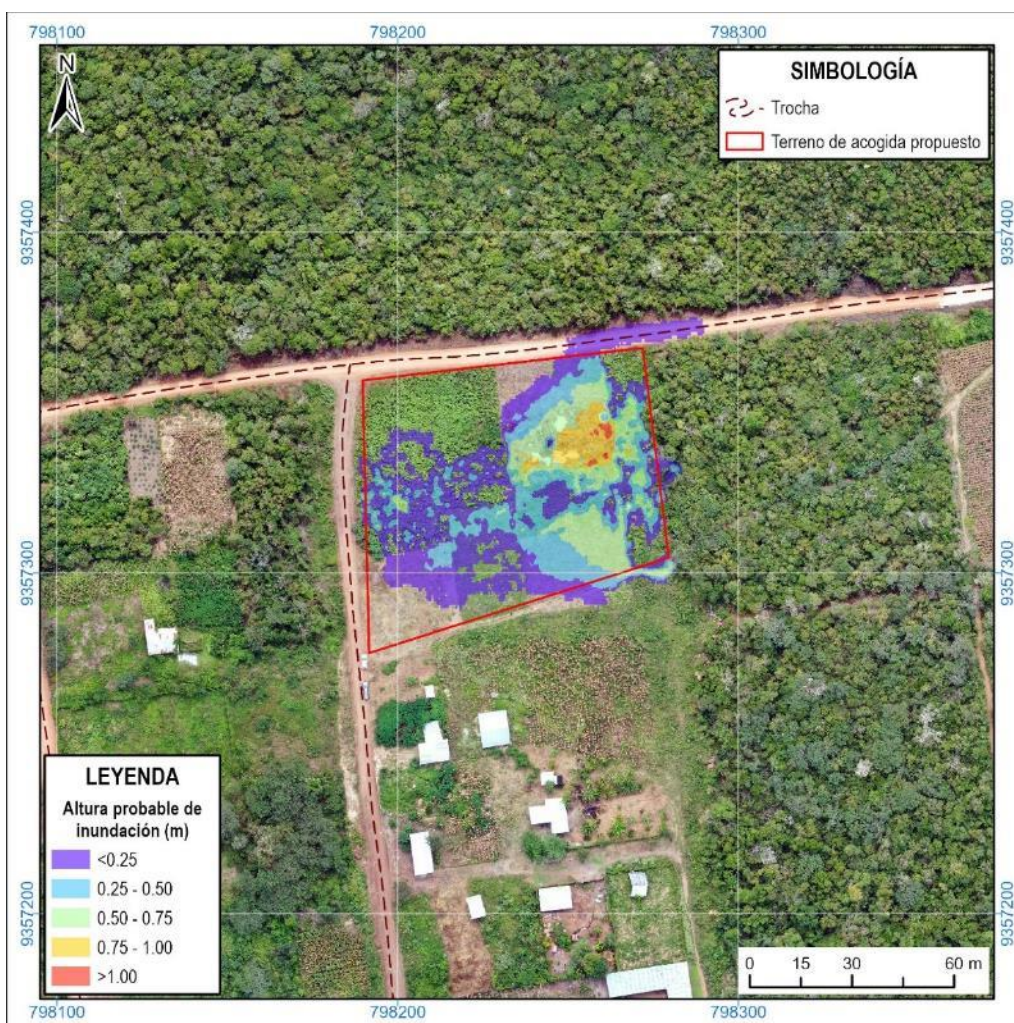 798100 798200 798300
N
SIMBOLOGÍA
Trocha
Terreno de acogida propuesto
9357400 9357400
9357300 9357300
LEYENDA
Altura probable de
inundación (m)
<0.25
0.25 - 0.50
0.50 - 0.75
0.75 - 1.00
>1.00
9357200 9357200
0 15 30 60 m
798100 798200 798300